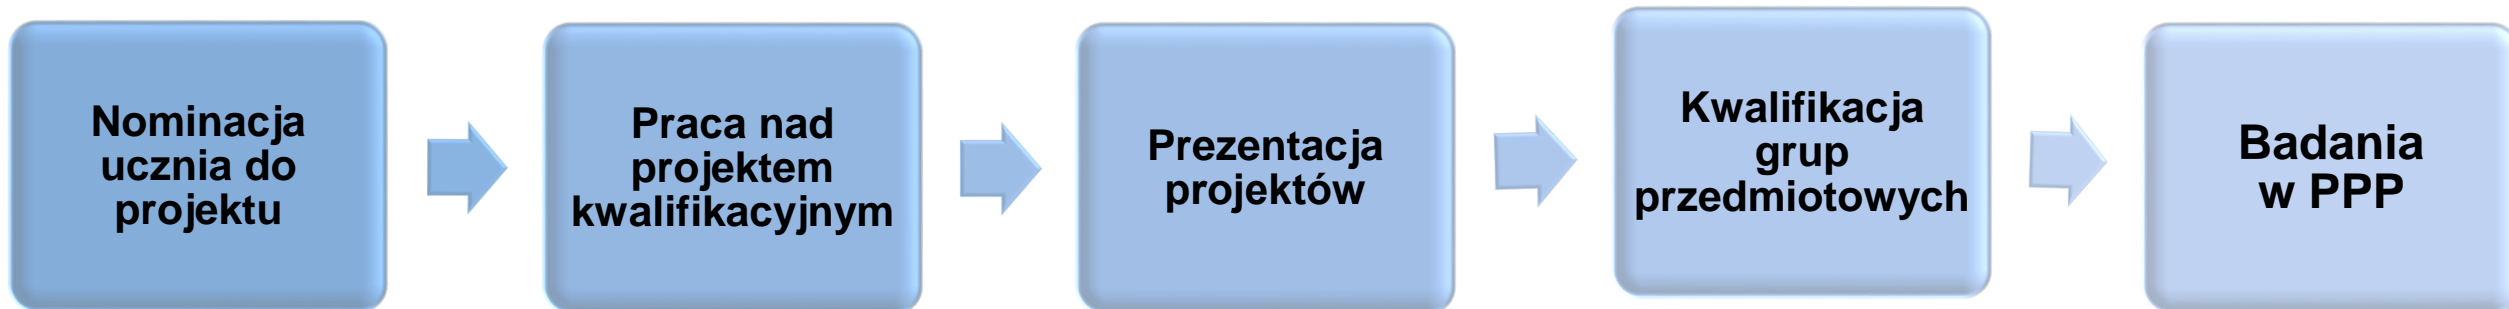 Nominacja
ucznia do
projektu
Praca nad
projektem
kwalifikacyjnym
Prezentacja
projektów
Kwalifikacja
grup
przedmiotowych
Badania
w PPP